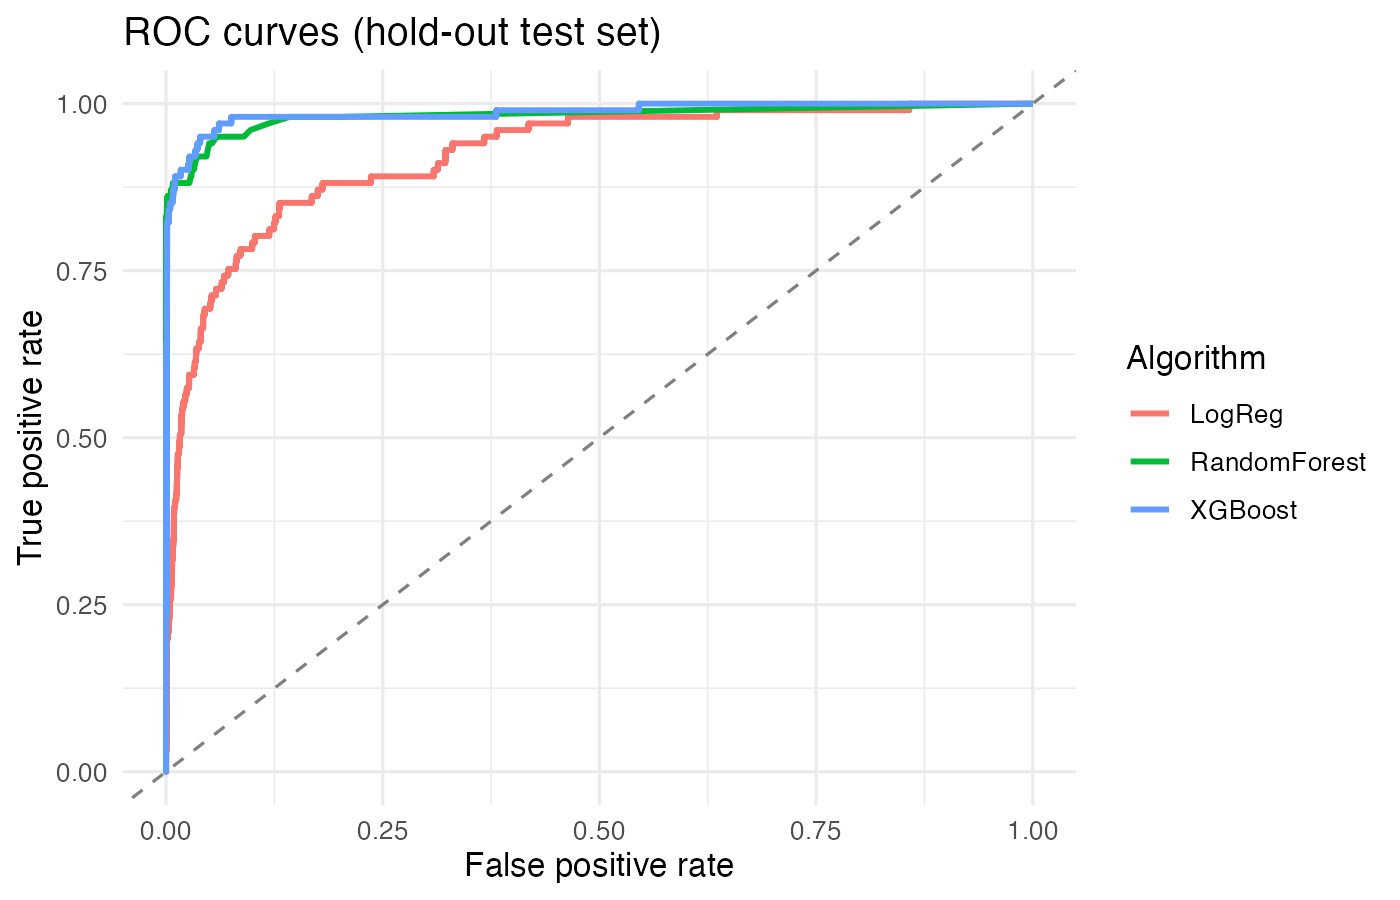 ROC curves (hold-out test set)
1.00
0.75
0.50
0.25
0.00
True positive rate
0.00 0.25 0.50 0.75 1.00
False positive rate
Algorithm
LogReg
RandomForest
XGBoost